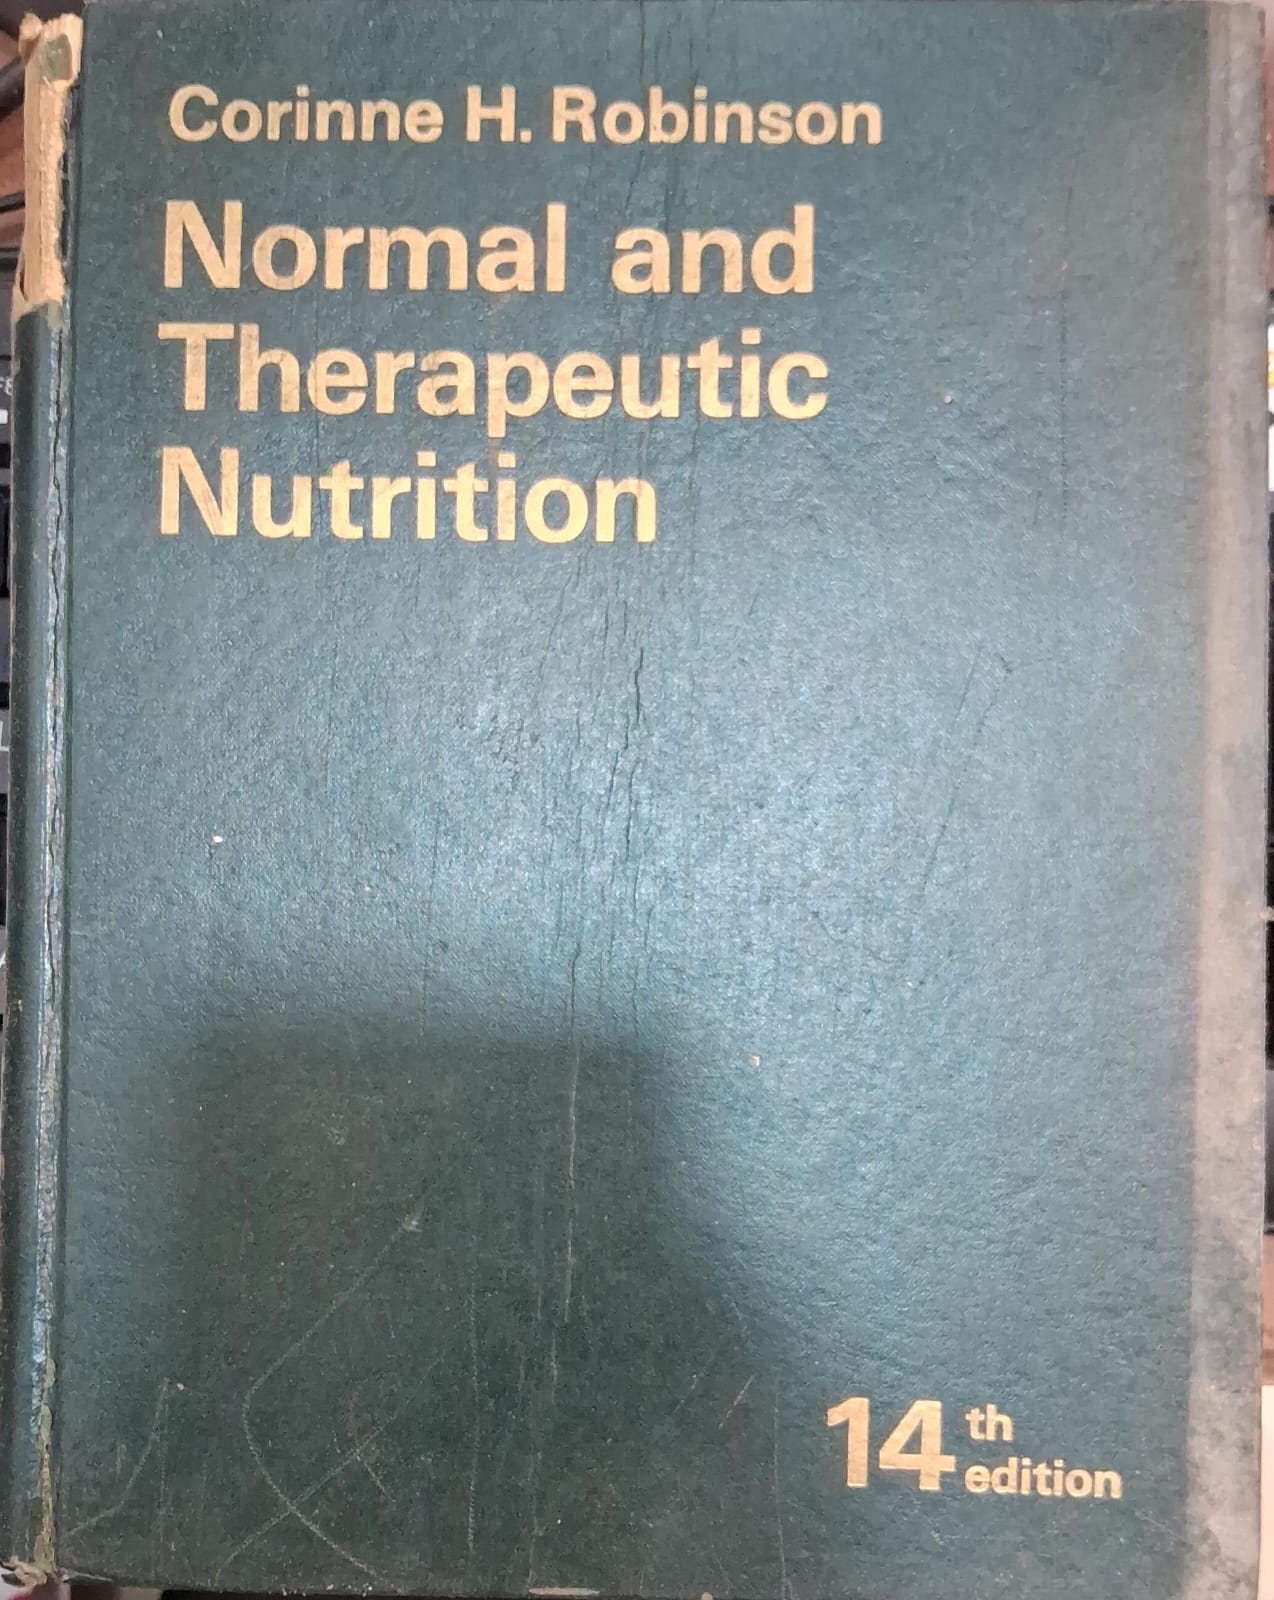 Corinne H. Robinson
Normal and
Therapeutic
Nutrition
14th
edition